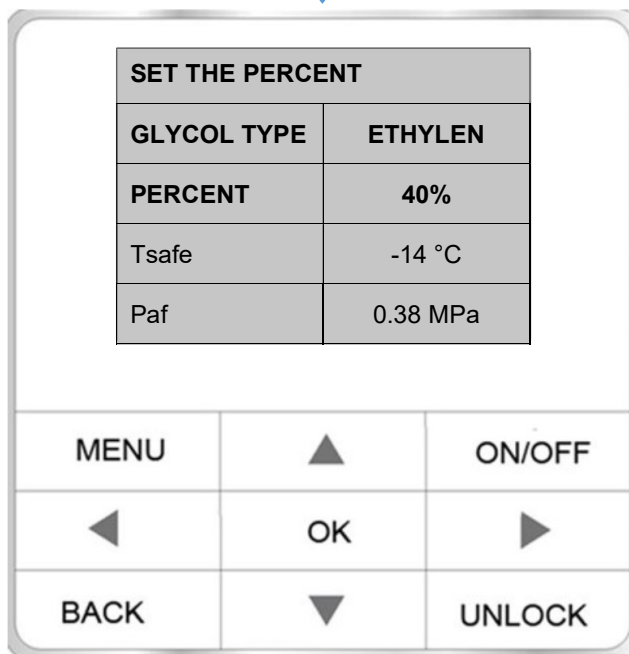 SET THE PERCENT
GLYCOL TYPE ETHYLEN
PERCENT 40%
Tsafe -14 °C
Paf 0.38 MPa
MENU ON/OFF
OK
BACK UNLOCK